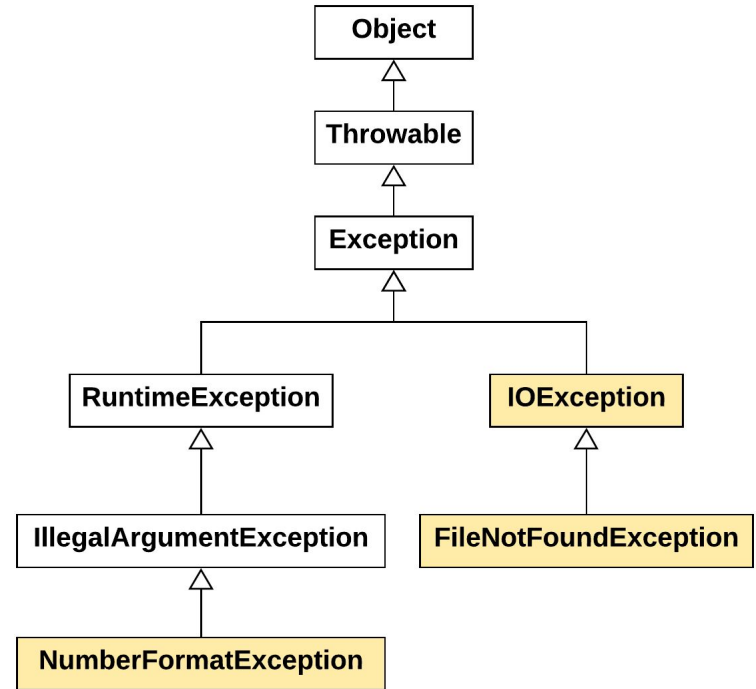 Object
Throwable
Exception
RuntimeException
IOException
IllegalArgumentException
FileNotFoundException
NumberFormatException